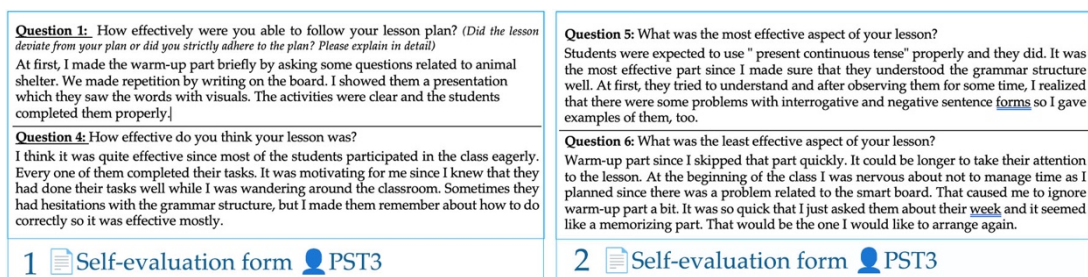 Question 1: How effectively were you able to follow your lesson plan? (Did the lesson
deviate from your plan or did you strictly adhere to the plan? Please explain in detail)
At first, I made the warm-up part briefly by asking some questions related to animal
shelter. We made repetition by writing on the board. I showed them a presentation
which they saw the words with visuals. The activities were clear and the students
completed them properly.
Question 4: How effective do you think your lesson was?
I think it was quite effective since most of the students participated in the class eagerly.
Every one of them completed their tasks. It was motivating for me since I knew that they
had done their tasks well while I was wandering around the classroom. Sometimes they
had hesitations with the grammar structure, but I made them remember about how to do
correctly so it was effective mostly.
1 Self-evaluation form PST3
Question 5: What was the most effective aspect of your lesson?
Students were expected to use " present continuous tense" properly and they did. It was
the most effective part since I made sure that they understood the grammar structure
well. At first, they tried to understand and after observing them for some time, I realized
that there were some problems with interrogative and negative sentence forms so I gave
examples of them, too.
Question 6: What was the least effective aspect of your lesson?
Warm-up part since I skipped that part quickly. It could be longer to take their attention
to the lesson. At the beginning of the class I was nervous about not to manage time as I
planned since there was a problem related to the smart board. That caused me to ignore
warm-up part a bit. It was so quick that I just asked them about their week and it seemed
like a memorizing part. That would be the one I would like to arrange again.
2 Self-evaluation form PST3